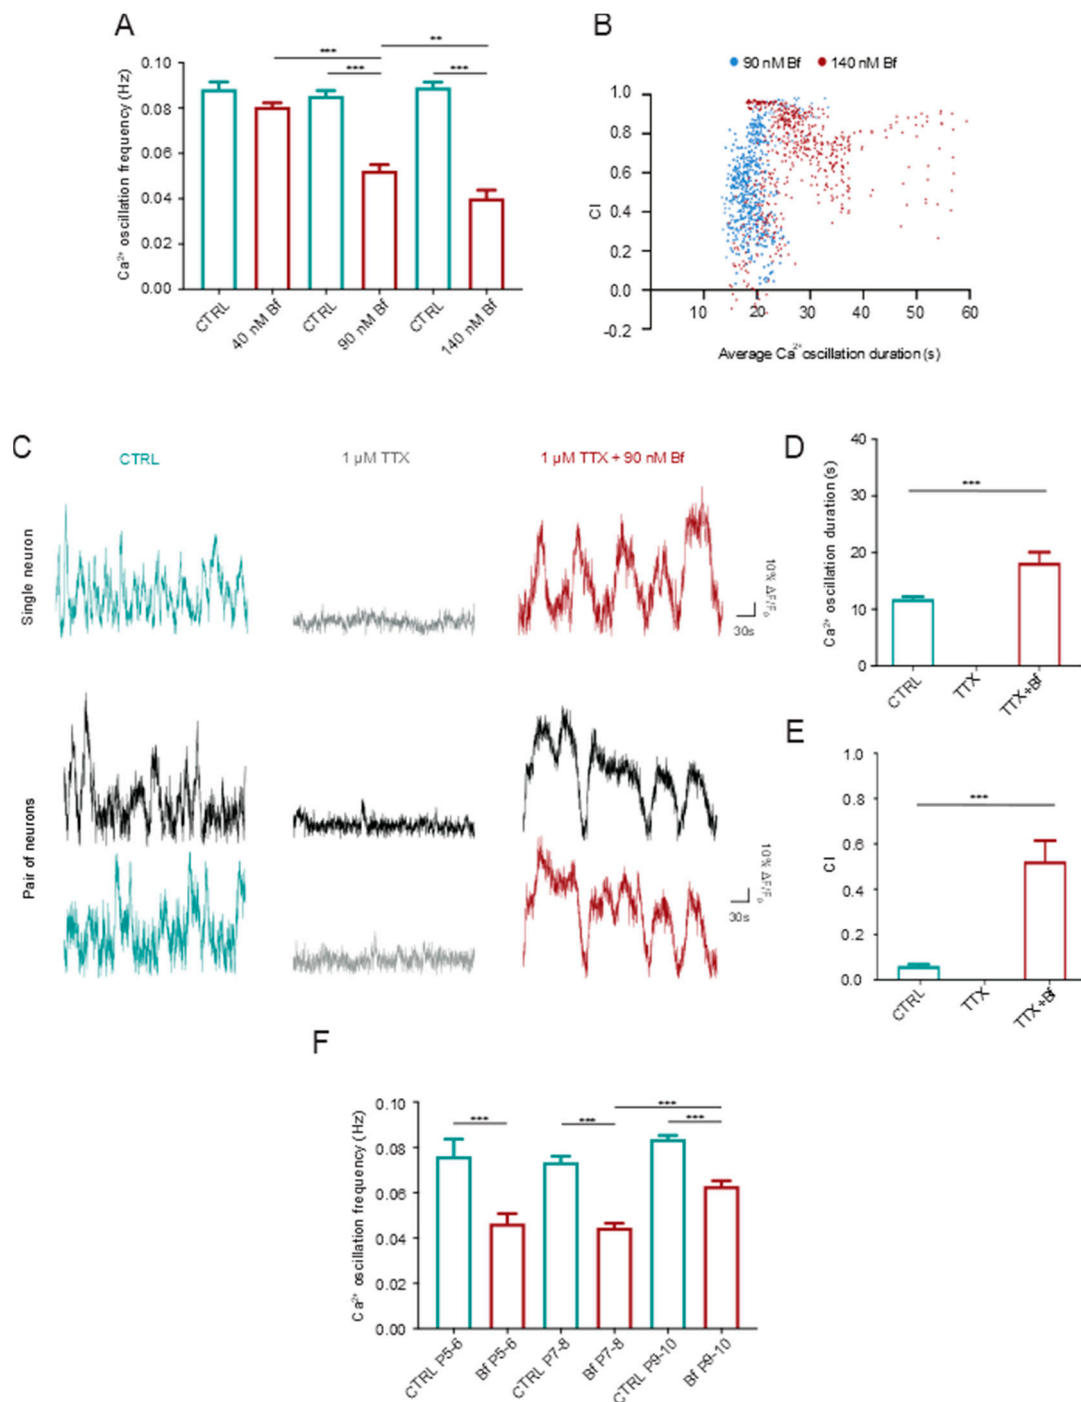 A
*** **
*** ***
Ca²⁺ oscillation frequency (Hz)
0.10
0.08
0.06
0.04
0.02
0.00
CTRL
40 nM Bf
CTRL
90 nM Bf
CTRL
140 nM Bf
B
90 nM Bf 140 nM Bf
CI
1.0
0.8
0.6
0.4
0.2
0.0
-0.2
10 20 30 40 50 60
Average Ca²⁺ oscillation duration (s)
C
CTRL 1 µM TTX 1 µM TTX + 90 nM Bf
Single neuron
10% ΔF/F₀
30s
Pair of neurons
10% ΔF/F₀
30s
D
***
Ca²⁺ oscillation duration (s)
40
30
20
10
0
CTRL
TTX
TTX+Bf
E
***
CI
1.0
0.8
0.6
0.4
0.2
0.0
CTRL
TTX
TTX+Bf
F
*** *** *** ***
Ca²⁺ oscillation frequency (Hz)
0.10
0.08
0.06
0.04
0.02
0.00
CTRL P5-6
Bf P5-6
CTRL P7-8
Bf P7-8
CTRL P9-10
Bf P9-10